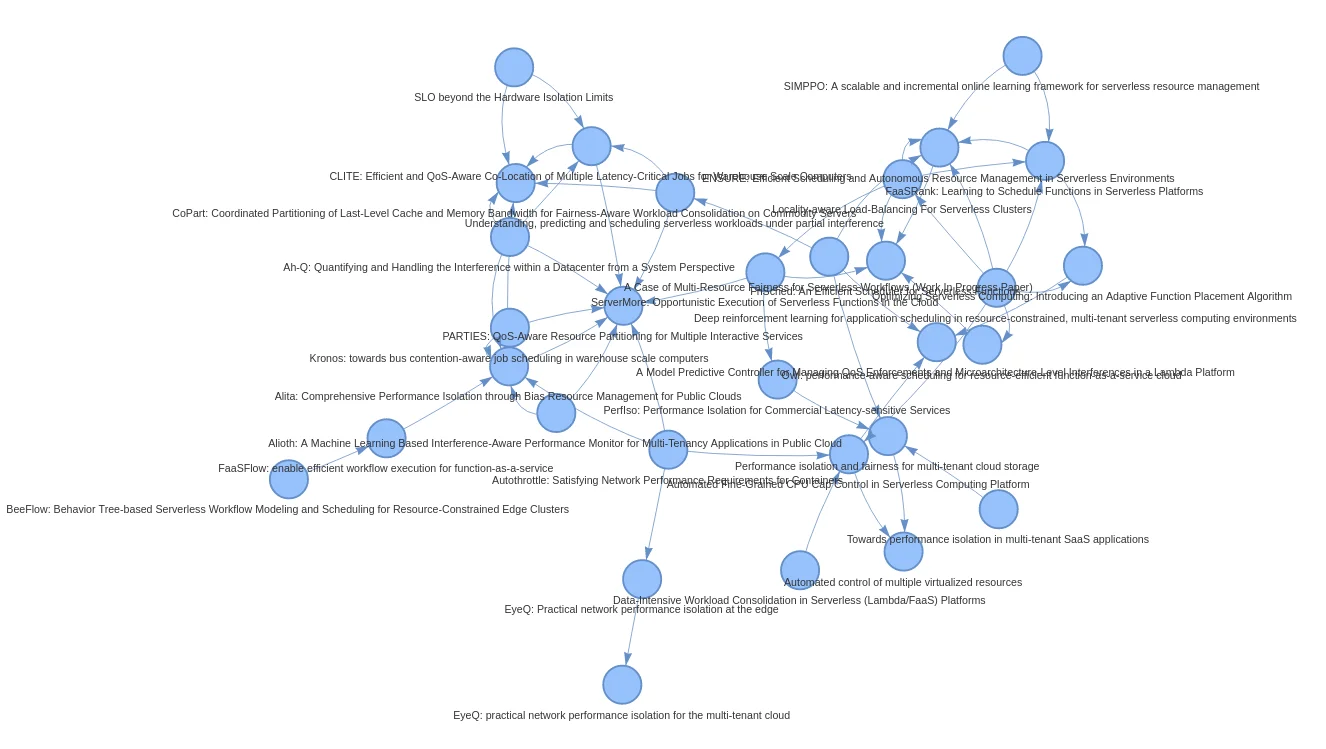 SIMPPO: A scalable and incremental online learning framework for serverless resource management
SLO beyond the Hardware Isolation Limits
CLITE: Efficient and QoS-Aware Co-Location of Multiple Latency-Critical Jobs for Warehouse Scale Computers
ENSURE: Efficient Scheduling and Autonomous Resource Management in Serverless Environments
FaaSRank: Learning to Schedule Functions in Serverless Platforms
Locality-aware Load-Balancing For Serverless Clusters
CoPart: Coordinated Partitioning of Last-Level Cache and Memory Bandwidth for Fairness-Aware Workload Consolidation on Commodity Servers
Understanding, predicting and scheduling serverless workloads under partial interference
Ah-Q: Quantifying and Handling the Interference within a Datacenter from a System Perspective
A Case of Multi-Resource Fairness for Serverless Workflows (Work In Progress Paper)
FnSched: An Efficient Scheduler for Serverless Functions
Optimizing Serverless Computing: Introducing an Adaptive Function Placement Algorithm
ServerMore: Opportunistic Execution of Serverless Functions in the Cloud
Deep reinforcement learning for application scheduling in resource-constrained, multi-tenant serverless computing environments
PARTIES: QoS-Aware Resource Partitioning for Multiple Interactive Services
Kronos: towards bus contention-aware job scheduling in warehouse scale computers
A Model Predictive Controller for Managing QoS Enforcements and Microarchitecture-Level Interferences in a Lambda Platform
Owl: performance-aware scheduling for resource-efficient function-as-a-service cloud
Alita: Comprehensive Performance Isolation through Bias Resource Management for Public Clouds
PerfIso: Performance Isolation for Commercial Latency-sensitive Services
Alioth: A Machine Learning Based Interference-Aware Performance Monitor for Multi-Tenancy Applications in Public Cloud
Performance isolation and fairness for multi-tenant cloud storage
FaaSFlow: enable efficient workflow execution for function-as-a-service
Autothrottle: Satisfying Network Performance Requirements for Containers
Automated Fine-Grained CPU Cap Control in Serverless Computing Platform
BeeFlow: Behavior Tree-based Serverless Workflow Modeling and Scheduling for Resource-Constrained Edge Clusters
Towards performance isolation in multi-tenant SaaS applications
Automated control of multiple virtualized resources
Data-Intensive Workload Consolidation in Serverless (Lambda/FaaS) Platforms
EyeQ: Practical network performance isolation at the edge
EyeQ: practical network performance isolation for the multi-tenant cloud